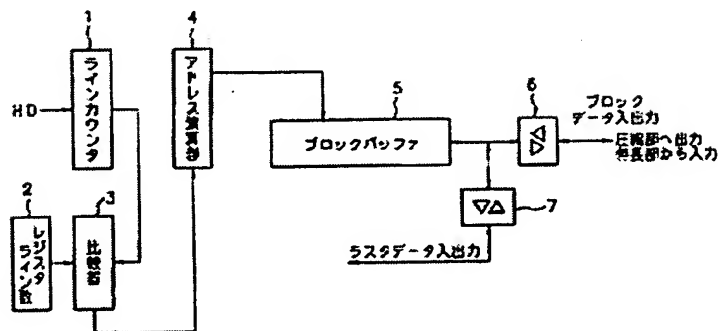 1
ラインカウンタ
HD
2
ライン数
レジスタ
3
比較部
4
アドレス演算部
5
ブロックバッファ
6
ブロック
データ入出力
圧縮部へ出力
伸長部から入力
7
ラスタデータ入出力